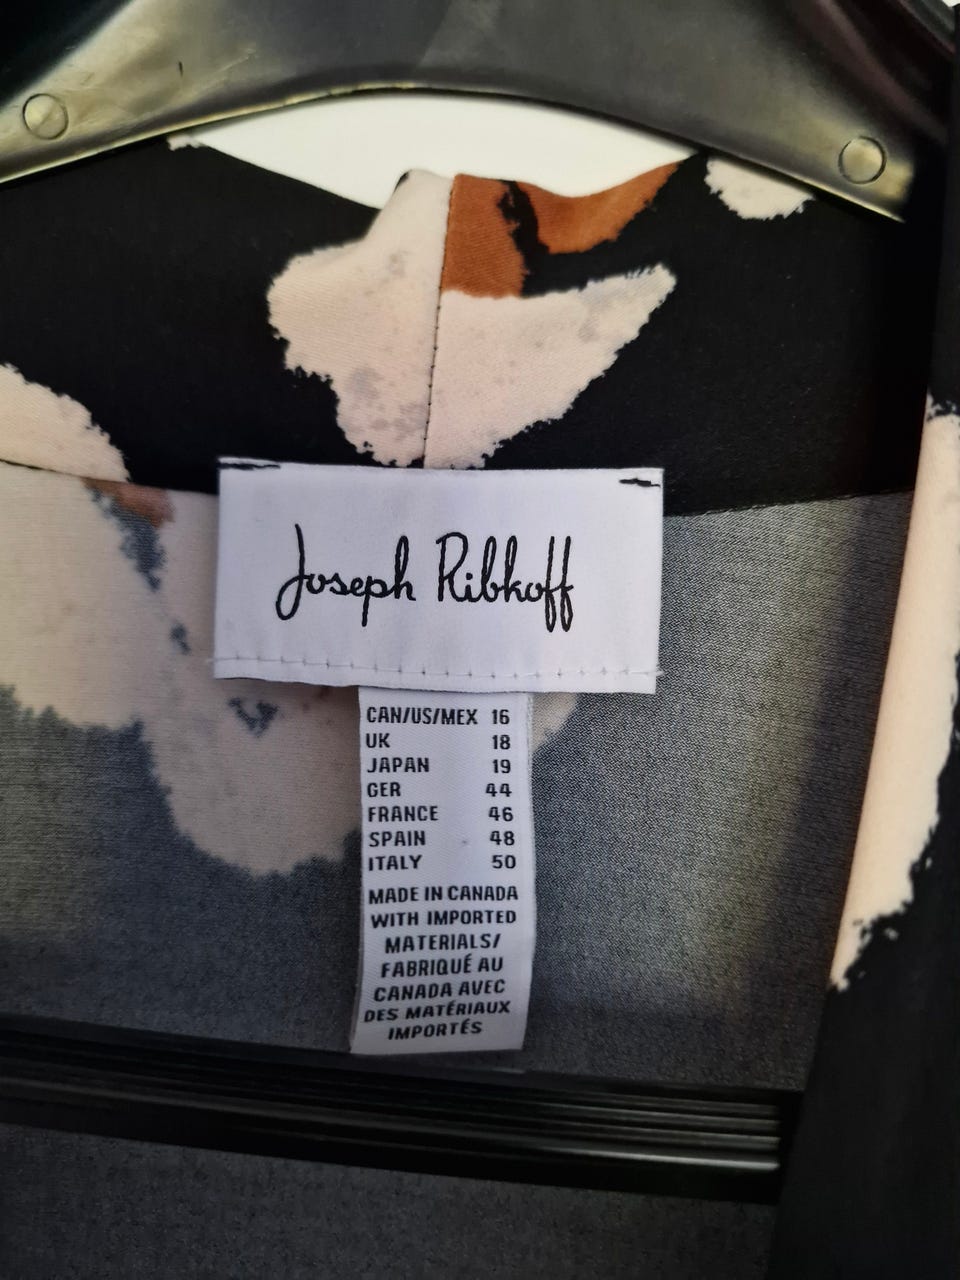 Joseph Ribkoff
CAN/US/MEX 16
UK 18
JAPAN 19
GER 44
FRANCE 46
SPAIN 48
ITALY 50
MADE IN CANADA
WITH IMPORTED
MATERIALS/
FABRIQUÉ AU
CANADA AVEC
DES MATÉRIAUX
IMPORTÉS